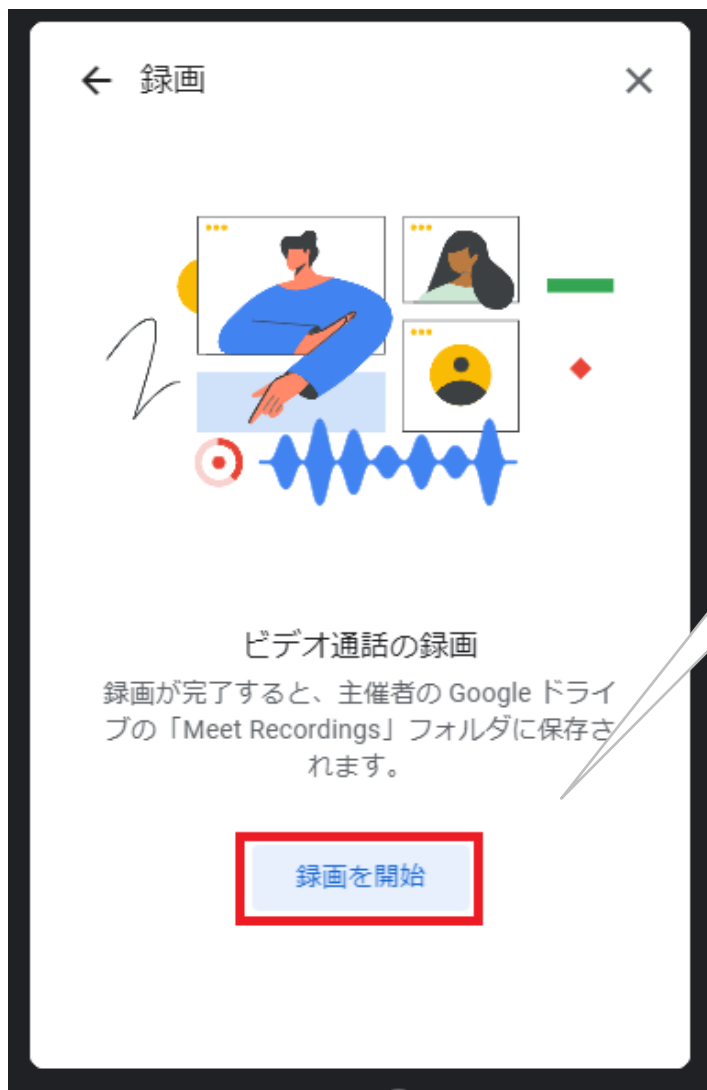 録画
ビデオ通話の録画
録画が完了すると、主催者の Google ドライ
ブの「Meet Recordings」フォルダに保存さ
れます。
録画を開始